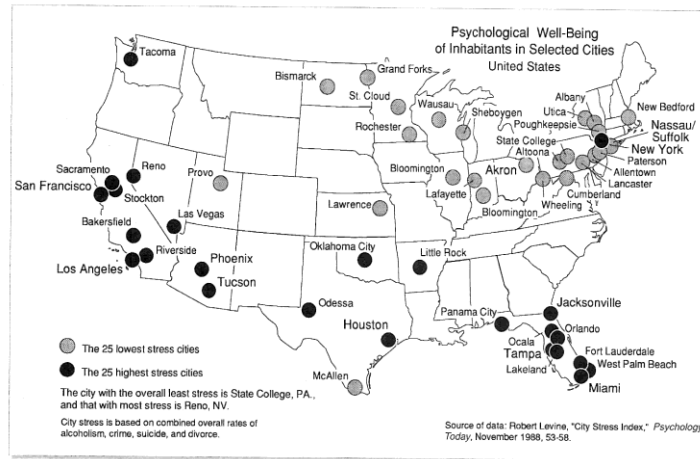 Psychological Well-Being
of Inhabitants in Selected Cities
United States
Tacoma
Bismarck
Grand Forks
St. Cloud
Wausau
Sheboygen
Rochester
Albany
Utica
Poughkeepsie
New Bedford
Nassau/
Suffolk
New York
State College
Altoona
Paterson
Allentown
Lancaster
Cumberland
Wheeling
Akron
Bloomington
Lafayette
Bloomington
Sacramento
Reno
San Francisco
Stockton
Provo
Lawrence
Bakersfield
Las Vegas
Riverside
Los Angeles
Phoenix
Tucson
Oklahoma City
Little Rock
Odessa
Houston
McAllen
Panama City
Jacksonville
Orlando
Ocala
Tampa
Lakeland
Fort Lauderdale
West Palm Beach
Miami
The 25 lowest stress cities
The 25 highest stress cities
The city with the overall least stress is State College, PA.,
and that with most stress is Reno, NV.
City stress is based on combined overall rates of
alcoholism, crime, suicide, and divorce.
Source of data: Robert Levine, "City Stress Index," Psychology
Today, November 1988, 53-58.